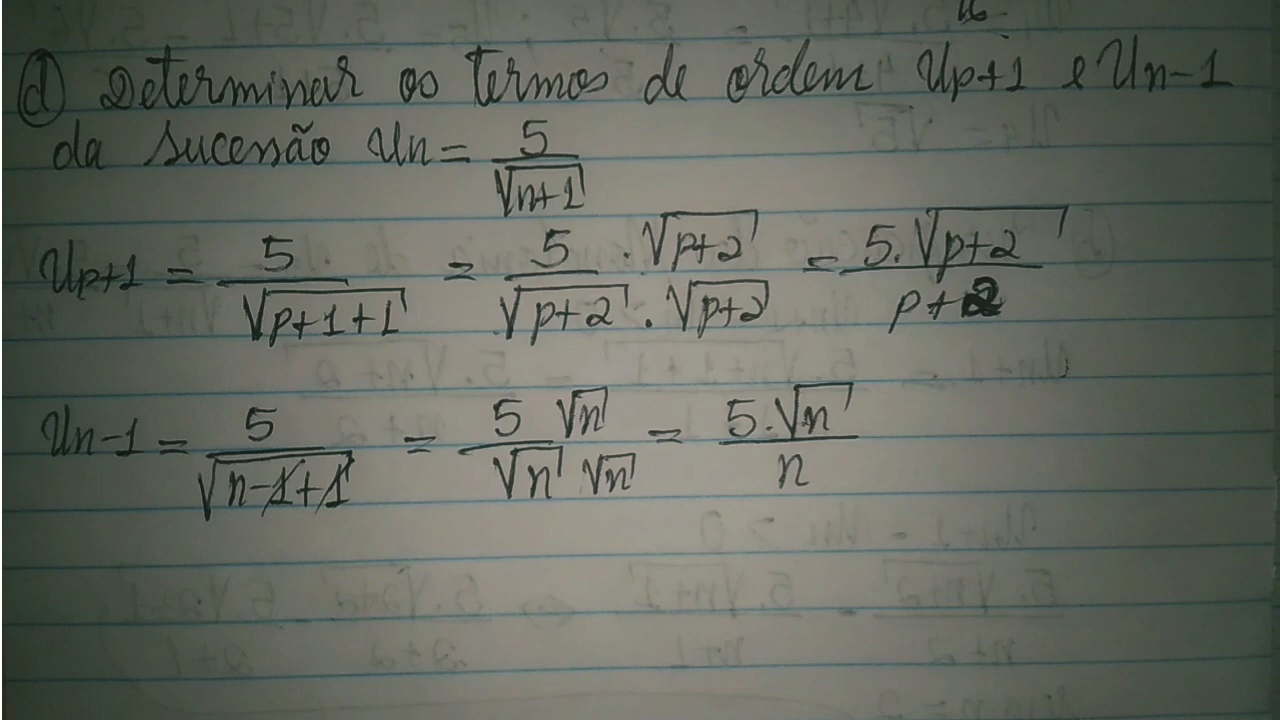 d) Determinar os termos de ordem Up+1 e Un-1
da sucessão Un = 5/√(n+1)
Up+1 = 5/√(p+1+1) = (5 . √(p+2))/(√(p+2) . √(p+2)) = (5.√(p+2))/(p+2)
Un-1 = 5/√(n-1+1) = (5 √n)/(√n √n) = (5.√n)/n